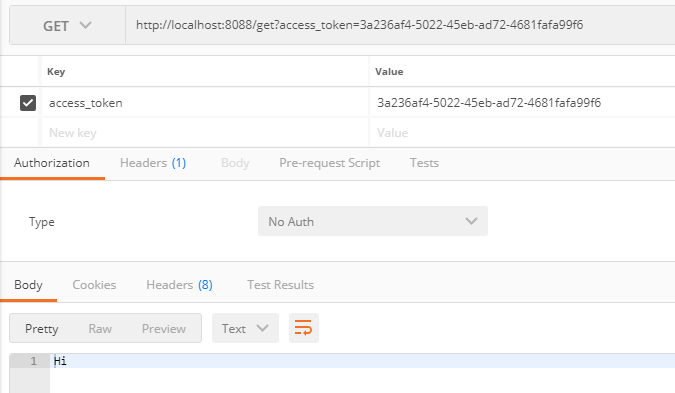 GET http://localhost:8088/get?access_token=3a236af4-5022-45eb-ad72-4681fafa99f6
Key Value
access_token 3a236af4-5022-45eb-ad72-4681fafa99f6
New key Value
Authorization Headers (1) Body Pre-request Script Tests
Type No Auth
Body Cookies Headers (8) Test Results
Pretty Raw Preview Text
1 Hi